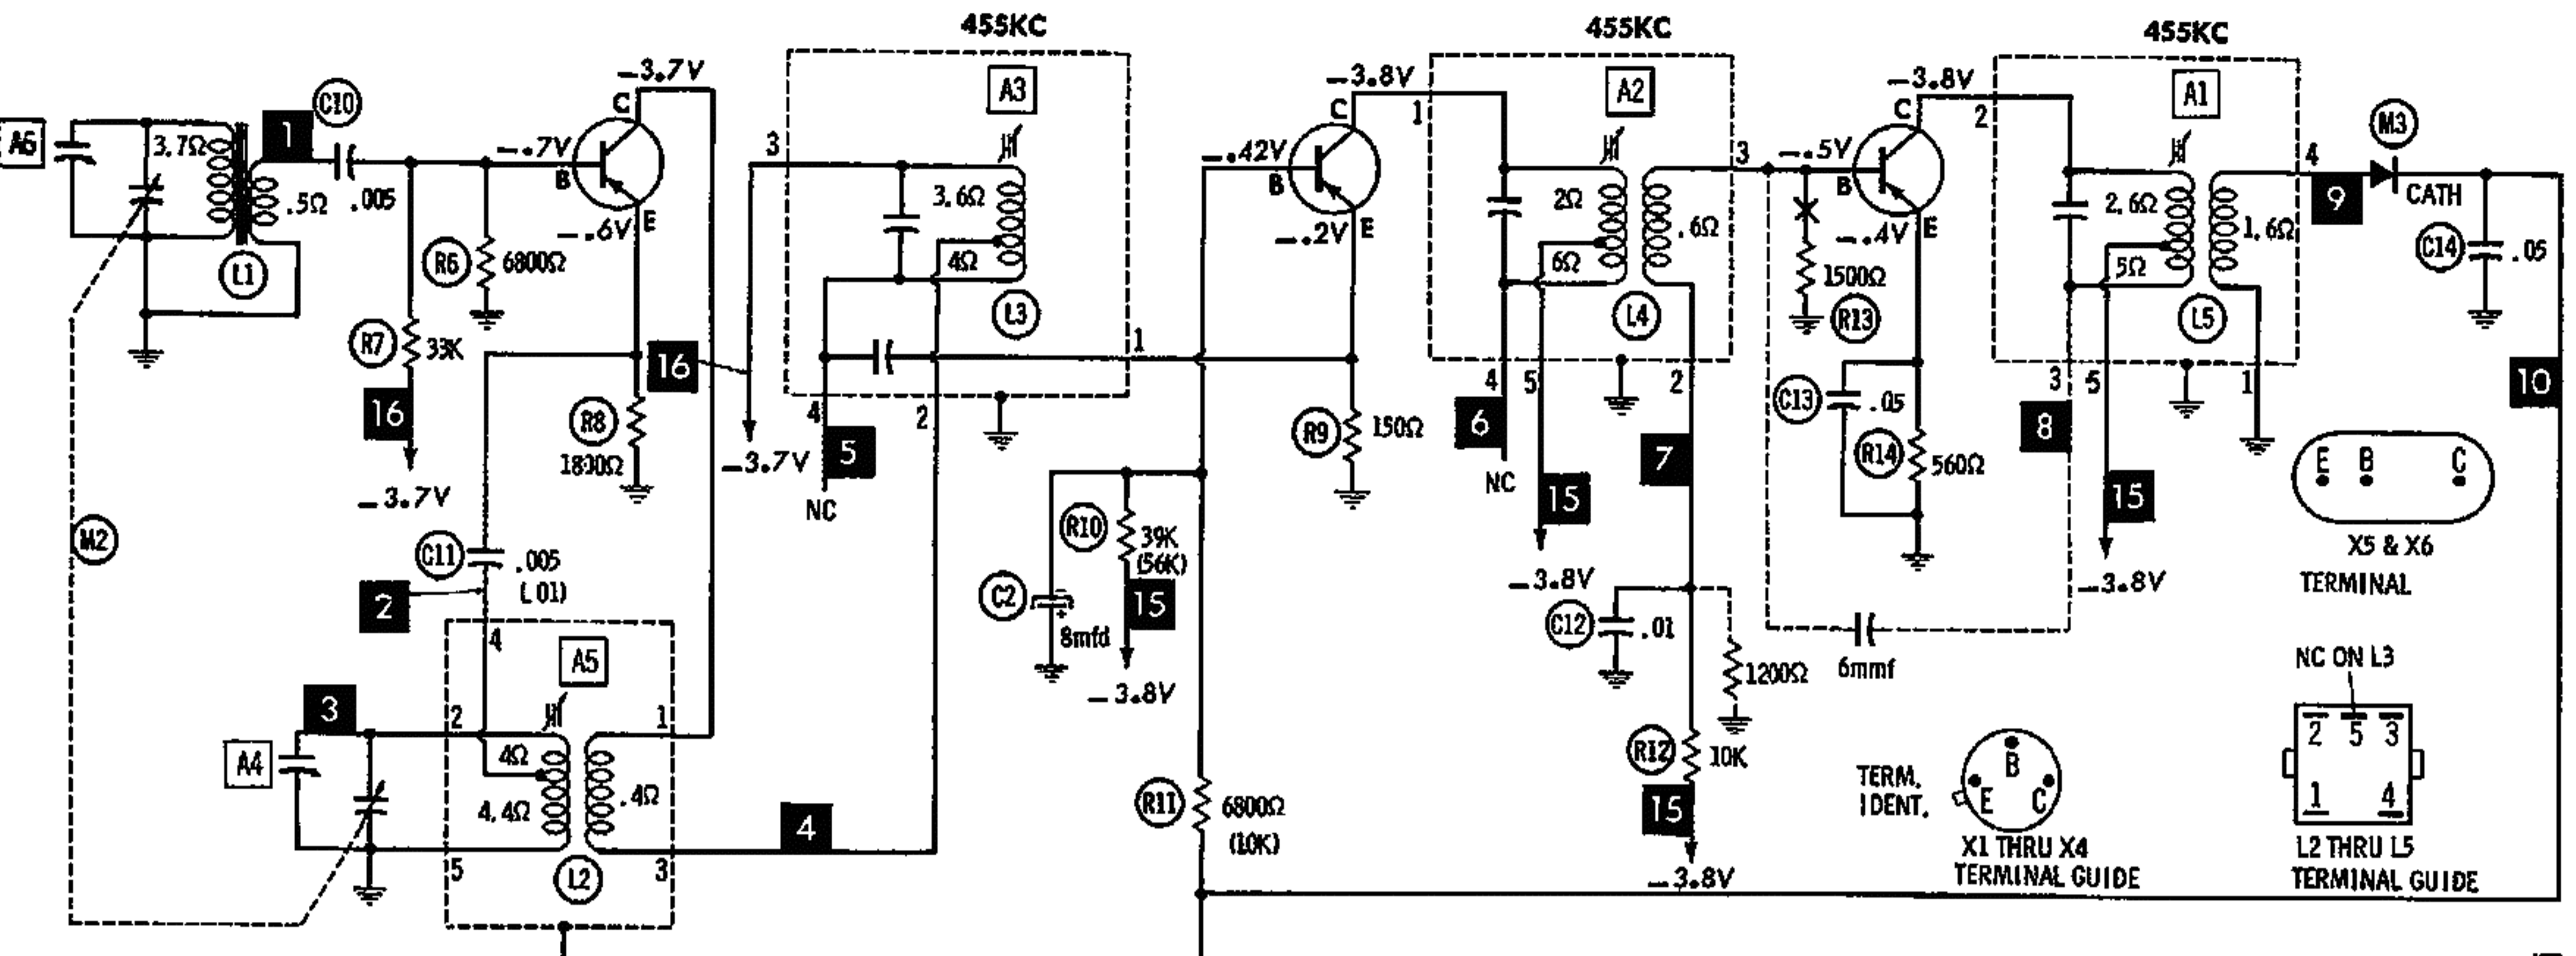 455KC
455KC
455KC
A6
3.7Ω
1
C10
.5Ω
.005
L1
-3.7V
C
-.7V
B
-.6V
E
R6
6800Ω
R7
33K
16
-3.7V
R8
1800Ω
16
-3.7V
3
A3
3.6Ω
4Ω
L3
1
4
5
NC
2
-3.8V
C
-.42V
B
-.2V
E
R9
150Ω
1
A2
2Ω
6Ω
.6Ω
L4
3
4
5
2
6
NC
15
-3.8V
7
-3.8V
C
-.5V
B
-.4V
E
1500Ω
R13
C13
.05
R14
560Ω
2
A1
2.6Ω
5Ω
1.6Ω
L5
4
3
5
1
8
15
-3.8V
M3
CATH
9
C14
.05
10
E B C
X5 & X6
TERMINAL
M2
C11
.005
(.01)
2
4
A5
3
A4
2
1
4Ω
4.4Ω
.4Ω
5
3
L2
4
C2
8mfd
R10
39K
(56K)
15
-3.8V
R11
6800Ω
(10K)
C12
.01
1200Ω
R12
10K
15
-3.8V
6mmf
TERM.
IDENT.
B
E C
X1 THRU X4
TERMINAL GUIDE
NC ON L3
2 5 3
1 4
L2 THRU L5
TERMINAL GUIDE